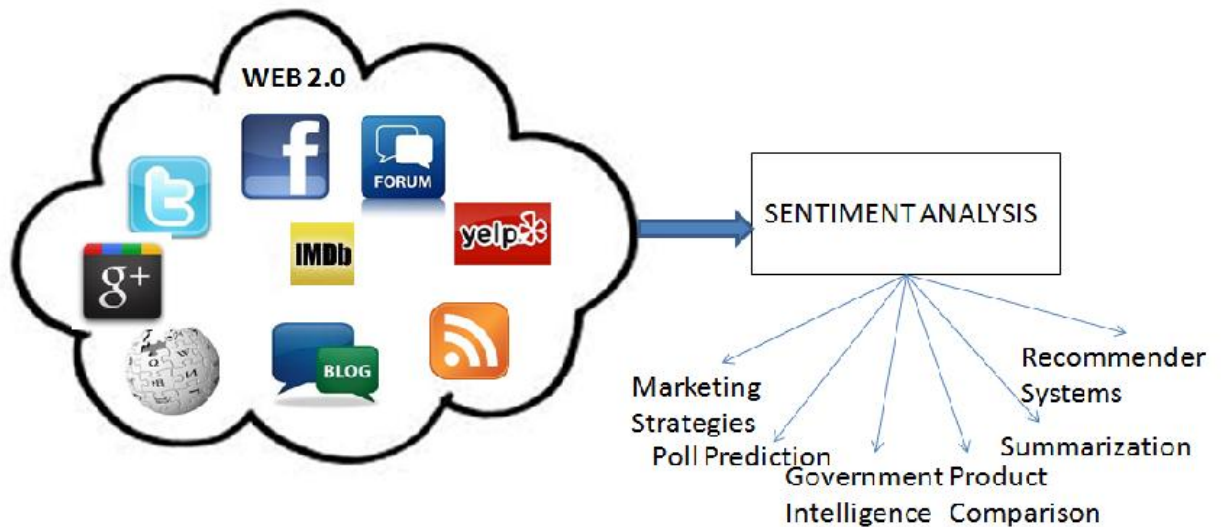 WEB 2.0
f
FORUM
t
yelp
IMDb
g+
BLOG
SENTIMENT ANALYSIS
Marketing
Strategies
Poll Prediction
Government
Intelligence
Product
Comparison
Summarization
Recommender
Systems